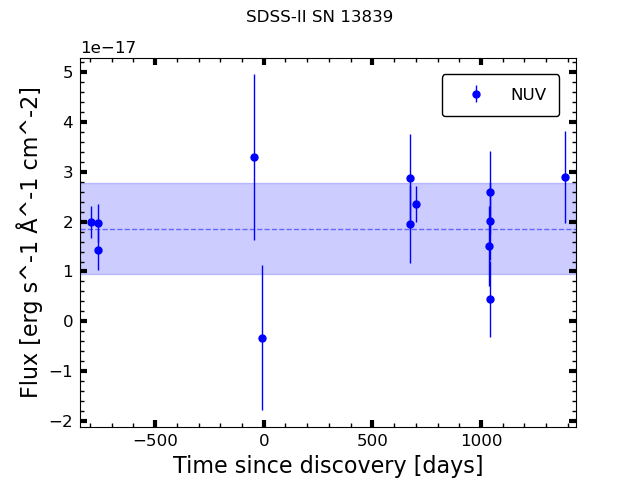 SDSS-II SN 13839
1e−17
NUV
5
4
3
2
1
0
−1
−2
Flux [erg s^-1 Å^-1 cm^-2]
−500 0 500 1000
Time since discovery [days]